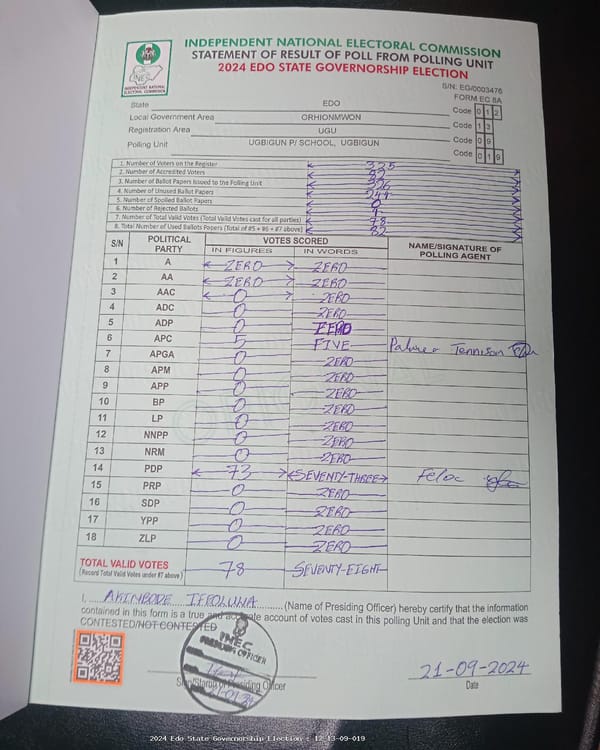 INDEPENDENT NATIONAL ELECTORAL COMMISSION
STATEMENT OF RESULT OF POLL FROM POLLING UNIT
2024 EDO STATE GOVERNORSHIP ELECTION
INEC
INDEPENDENT NATIONAL ELECTORAL COMMISSION
S/N: EG/0003476
FORM EC 8A
State EDO Code 0 1 2
Local Government Area ORHIONMWON Code 1 3
Registration Area UGU Code 0 9
Polling Unit UGBIGUN P/ SCHOOL, UGBIGUN Code 0 1 9
1. Number of Voters on the Register 325
2. Number of Accredited Voters 82
3. Number of Ballot Papers Issued to the Polling Unit
4. Number of Unused Ballot Papers
5. Number of Spoiled Ballot Papers
6. Number of Rejected Ballots
7. Number of Total Valid Votes (Total Valid Votes cast for all parties) 78
8. Total Number of Used Ballots Papers (Total of #5 + #6 + #7 above) 82
S/N POLITICAL PARTY VOTES SCORED NAME/SIGNATURE OF POLLING AGENT
IN FIGURES IN WORDS
1 A ZERO ZERO
2 AA ZERO ZERO
3 AAC 0 ZERO
4 ADC 0 ZERO
5 ADP 0 ZERO
6 APC 5 FIVE Tennison
7 APGA 0 ZERO
8 APM 0 ZERO
9 APP 0 ZERO
10 BP 0 ZERO
11 LP 0 ZERO
12 NNPP 0 ZERO
13 NRM 0 ZERO
14 PDP 73 SEVENTY-THREE
15 PRP 0 ZERO
16 SDP 0 ZERO
17 YPP 0 ZERO
18 ZLP 0 ZERO
TOTAL VALID VOTES 78 SEVENTY-EIGHT
(Record Total Valid Votes under #7 above)
I, AKINBODE IFEOLUWA (Name of Presiding Officer) hereby certify that the information
contained in this form is a true and accurate account of votes cast in this polling Unit and that the election was
CONTESTED/NOT CONTESTED
INEC
PRESIDING OFFICER
21-09-2024
Sign/Stamp of Presiding Officer Date
2024 Edo State Governorship Election : 12-13-09-019